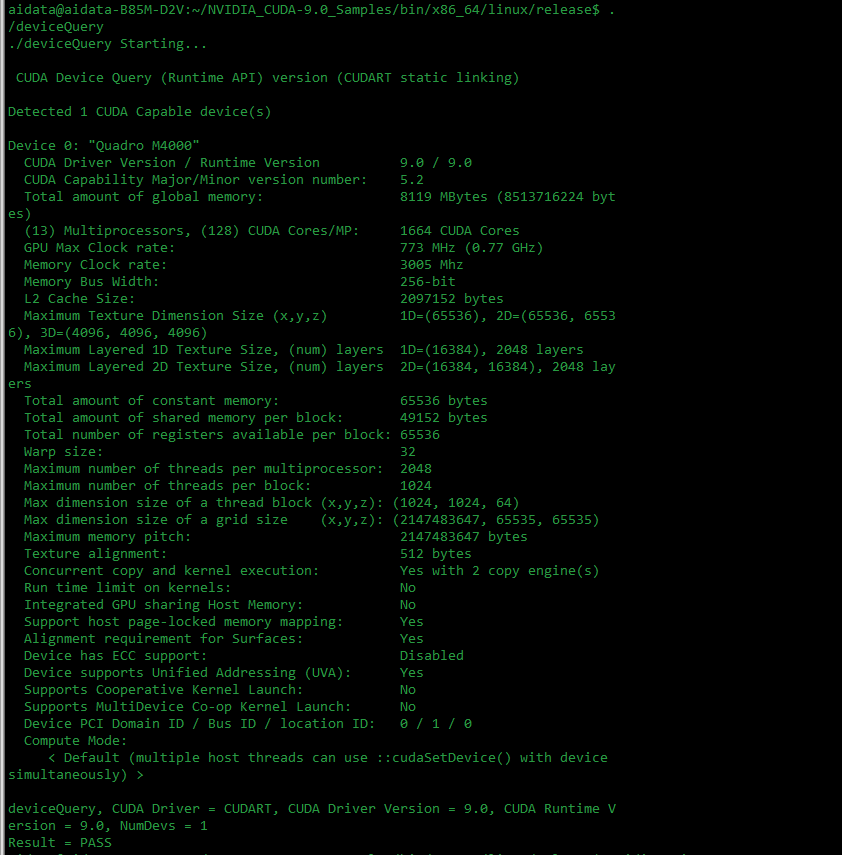 aidata@aidata-B85M-D2V:~/NVIDIA_CUDA-9.0_Samples/bin/x86_64/linux/release$ .
/deviceQuery
./deviceQuery Starting...
CUDA Device Query (Runtime API) version (CUDART static linking)
Detected 1 CUDA Capable device(s)
Device 0: "Quadro M4000"
CUDA Driver Version / Runtime Version          9.0 / 9.0
CUDA Capability Major/Minor version number:    5.2
Total amount of global memory:                 8119 MBytes (8513716224 byt
es)
(13) Multiprocessors, (128) CUDA Cores/MP:     1664 CUDA Cores
GPU Max Clock rate:                            773 MHz (0.77 GHz)
Memory Clock rate:                             3005 Mhz
Memory Bus Width:                              256-bit
L2 Cache Size:                                 2097152 bytes
Maximum Texture Dimension Size (x,y,z)         1D=(65536), 2D=(65536, 6553
6), 3D=(4096, 4096, 4096)
Maximum Layered 1D Texture Size, (num) layers  1D=(16384), 2048 layers
Maximum Layered 2D Texture Size, (num) layers  2D=(16384, 16384), 2048 lay
ers
Total amount of constant memory:               65536 bytes
Total amount of shared memory per block:       49152 bytes
Total number of registers available per block: 65536
Warp size:                                     32
Maximum number of threads per multiprocessor:  2048
Maximum number of threads per block:           1024
Max dimension size of a thread block (x,y,z): (1024, 1024, 64)
Max dimension size of a grid size    (x,y,z): (2147483647, 65535, 65535)
Maximum memory pitch:                          2147483647 bytes
Texture alignment:                             512 bytes
Concurrent copy and kernel execution:          Yes with 2 copy engine(s)
Run time limit on kernels:                     No
Integrated GPU sharing Host Memory:            No
Support host page-locked memory mapping:       Yes
Alignment requirement for Surfaces:            Yes
Device has ECC support:                        Disabled
Device supports Unified Addressing (UVA):      Yes
Supports Cooperative Kernel Launch:            No
Supports MultiDevice Co-op Kernel Launch:      No
Device PCI Domain ID / Bus ID / location ID:   0 / 1 / 0
Compute Mode:
< Default (multiple host threads can use ::cudaSetDevice() with device
simultaneously) >
deviceQuery, CUDA Driver = CUDART, CUDA Driver Version = 9.0, CUDA Runtime V
ersion = 9.0, NumDevs = 1
Result = PASS